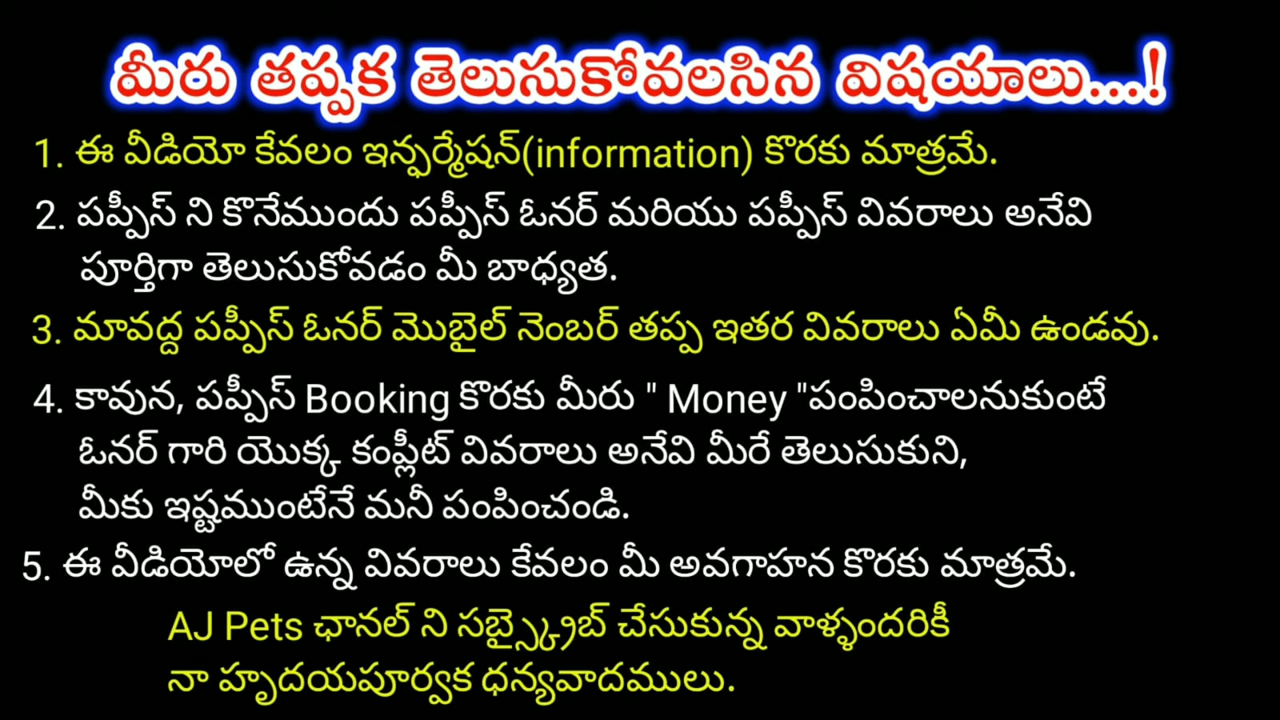 మీరు తప్పక తెలుసుకోవలసిన విషయాలు...!
1. ఈ వీడియో కేవలం ఇన్ఫర్మేషన్(information) కొరకు మాత్రమే.
2. పప్పీస్ ని కొనేముందు పప్పీస్ ఓనర్ మరియు పప్పీస్ వివరాలు అనేవి
పూర్తిగా తెలుసుకోవడం మీ బాధ్యత.
3. మావద్ద పప్పీస్ ఓనర్ మొబైల్ నెంబర్ తప్ప ఇతర వివరాలు ఏమీ ఉండవు.
4. కావున, పప్పీస్ Booking కొరకు మీరు " Money "పంపించాలనుకుంటే
ఓనర్ గారి యొక్క కంప్లీట్ వివరాలు అనేవి మీరే తెలుసుకుని,
మీకు ఇష్టముంటేనే మనీ పంపించండి.
5. ఈ వీడియోలో ఉన్న వివరాలు కేవలం మీ అవగాహన కొరకు మాత్రమే.
AJ Pets ఛానల్ ని సబ్స్క్రైబ్ చేసుకున్న వాళ్ళందరికీ
నా హృదయపూర్వక ధన్యవాదములు.